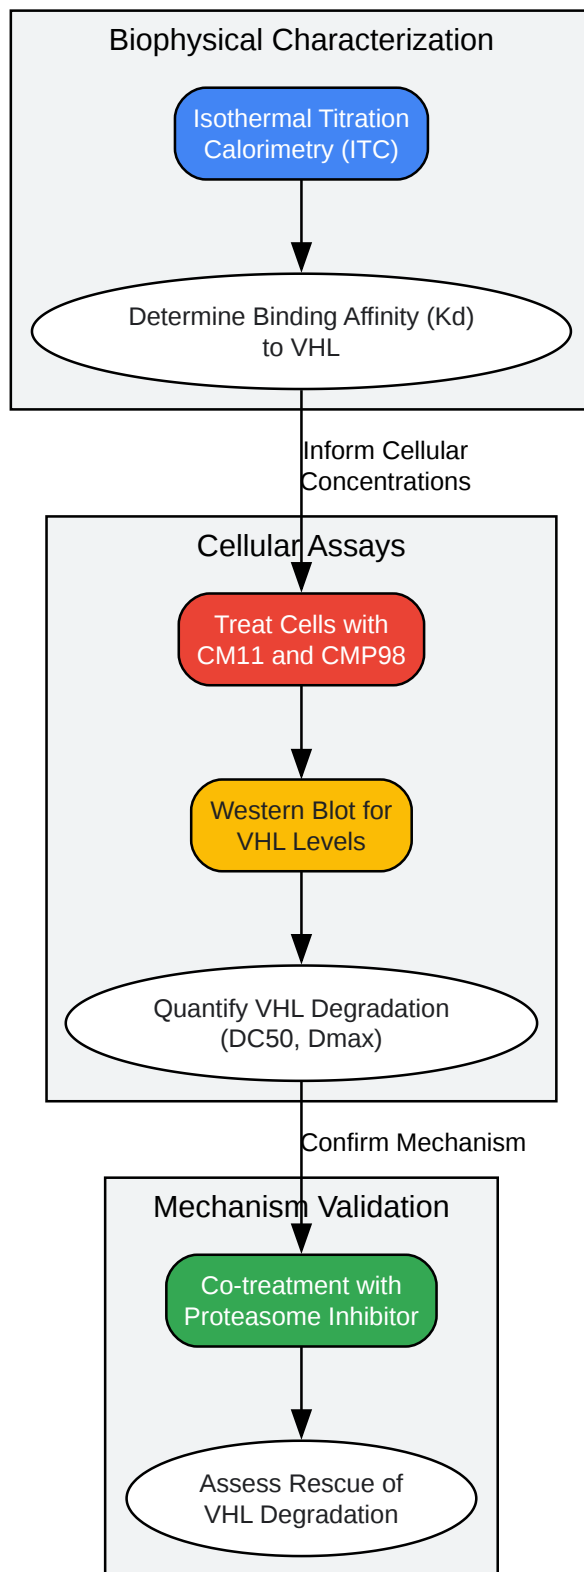 Biophysical Characterization
Isothermal Titration
Calorimetry (ITC)
Determine Binding Affinity (Kd)
to VHL
Inform Cellular
Concentrations
Cellular Assays
Treat Cells with
CM11 and CMP98
Western Blot for
VHL Levels
Quantify VHL Degradation
(DC50, Dmax)
Confirm Mechanism
Mechanism Validation
Co-treatment with
Proteasome Inhibitor
Assess Rescue of
VHL Degradation